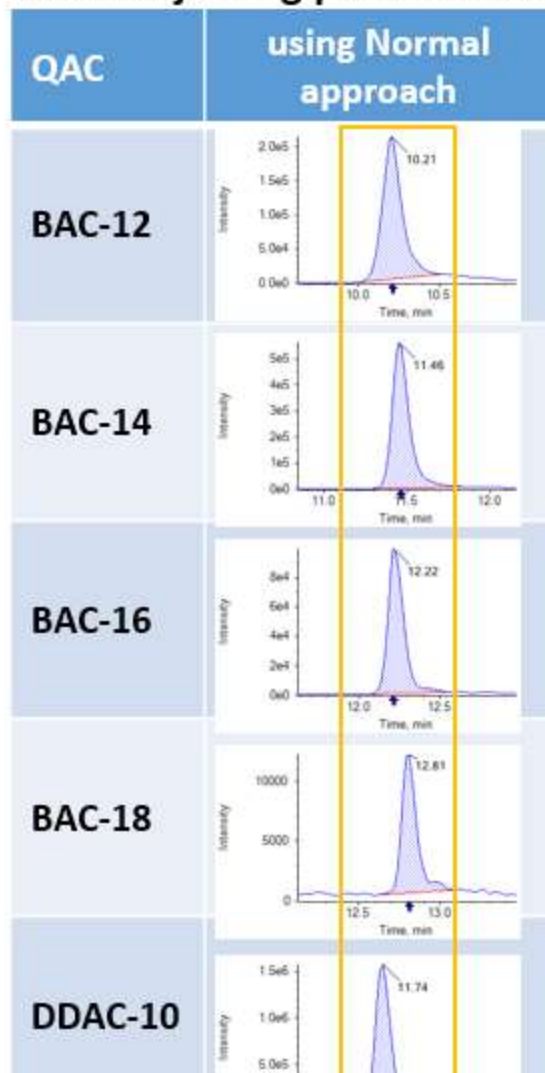 QAC
using Normal
approach
BAC-12
2.0e5
1.5e5
1.0e5
5.0e4
0.0e0
Intensity
10.21
10.0
10.5
Time, min
BAC-14
5e5
4e5
3e5
2e5
1e5
0e0
Intensity
11.46
11.0
11.5
12.0
Time, min
BAC-16
8e4
6e4
4e4
2e4
0e0
Intensity
12.22
12.0
12.5
Time, min
BAC-18
10000
5000
0
Intensity
12.81
12.5
13.0
Time, min
DDAC-10
1.5e6
1.0e6
5.0e5
Intensity
11.74